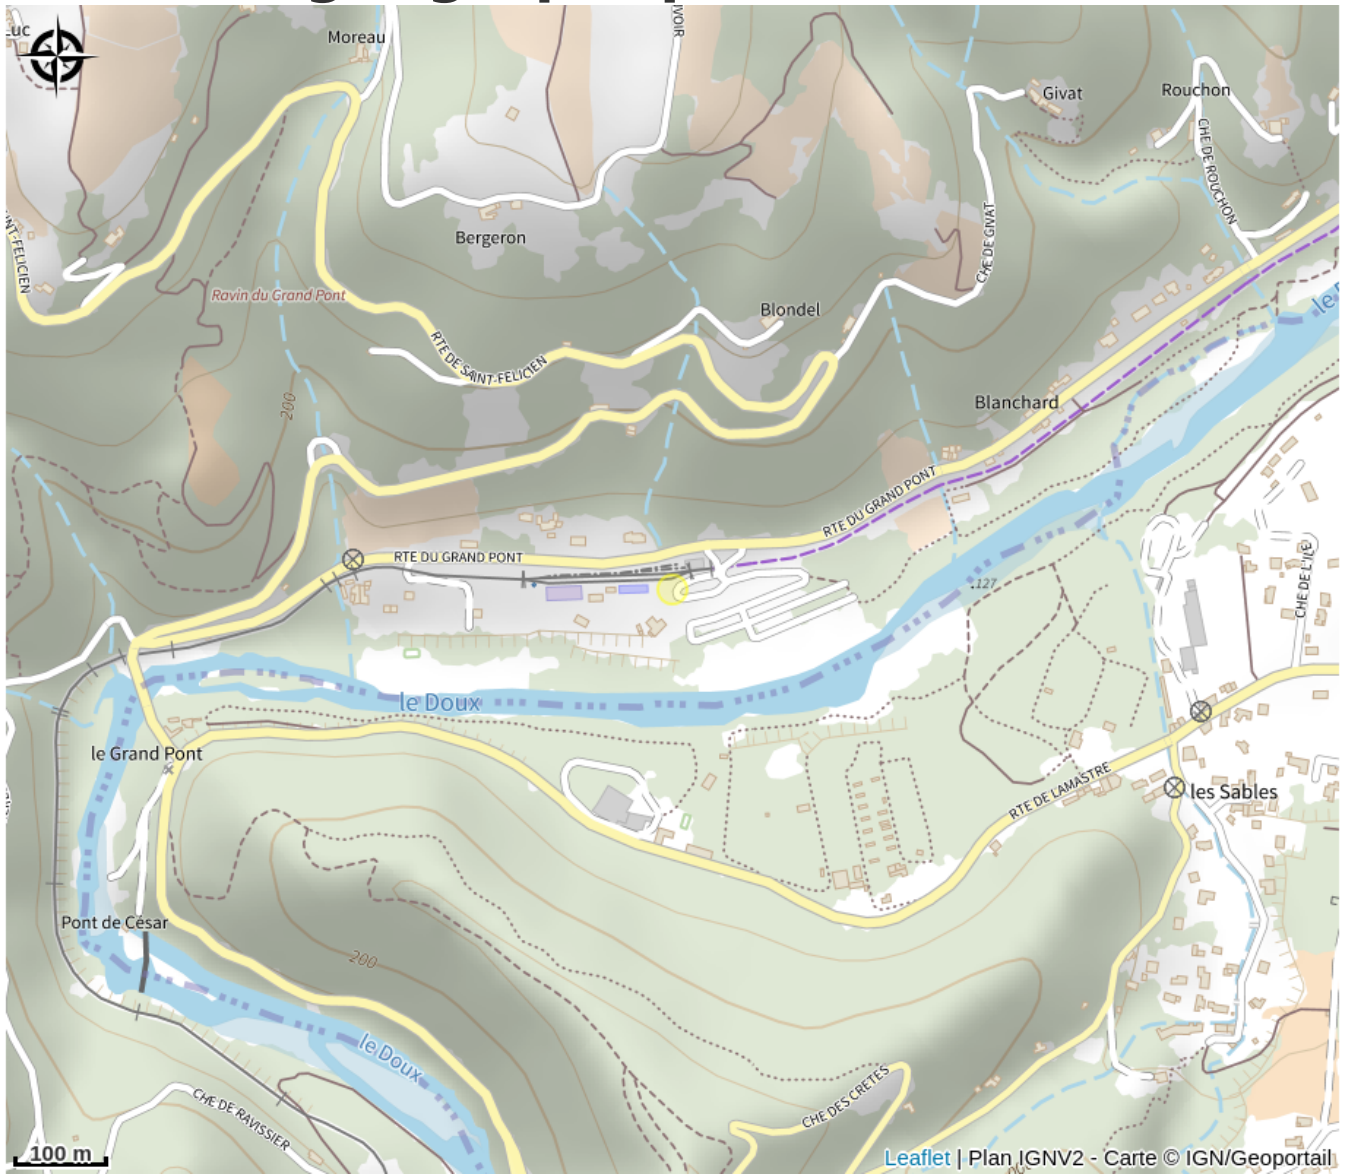 Moreau
Givat
Rouchon
CHE DE ROUCHON
Bergeron
CHE DE GIVAT
Ravin du Grand Pont
Blondel
RTE DE SAINT-FELICIEN
200
Blanchard
RTE DU GRAND PONT
RTE DU GRAND PONT
CHE DE L'ILE
127
le Doux
le Grand Pont
RTE DE LAMASTRE
les Sables
Pont de César
200
le Doux
CHE DES CRETES
CHE DE RAVISSIER
100 m
Leaflet | Plan IGNV2 - Carte © IGN/Geoportail